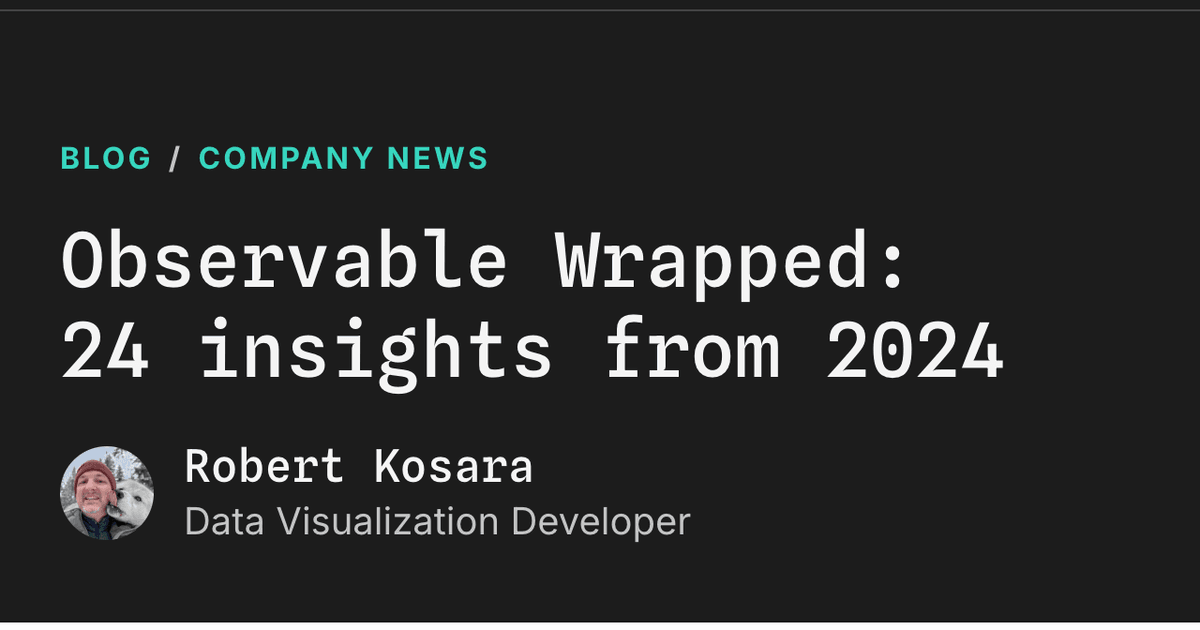 BLOG / COMPANY NEWS
Observable Wrapped:
24 insights from 2024
Robert Kosara
Data Visualization Developer